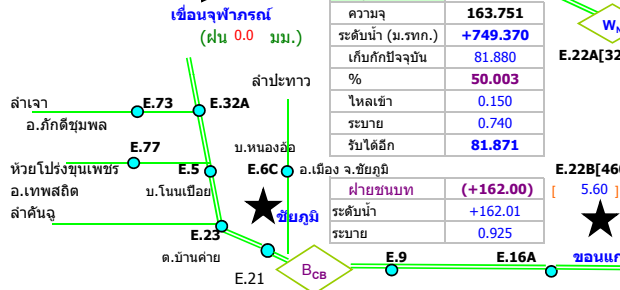 เขื่อนจุฬาภรณ์
(ฝน 0.0 มม.)
ความจุ 163.751
ระดับน้ำ (ม.รทก.) +749.370
เก็บกักปัจจุบัน 81.880
% 50.003
ไหลเข้า 0.150
ระบาย 0.740
รับได้อีก 81.871
E.22A[32
ลำปะทาว
ลำเจา E.73 E.32A
อ.ภักดีชุมพล
E.77 บ.หนองอ้อ
ห้วยโปร่งขุนเพชร E.5 E.6C อ.เมือง จ.ชัยภูมิ
อ.เทพสถิต บ.โนนเปือย
ลำคันฉู
ชัยภูมิ
ฝายชนบท (+162.00)
ระดับน้ำ +162.01
ระบาย 0.925
E.22B[460
[ 5.60 ]
ขอนแก
E.23
ต.บ้านค่าย
E.21
B CB
E.9
E.16A